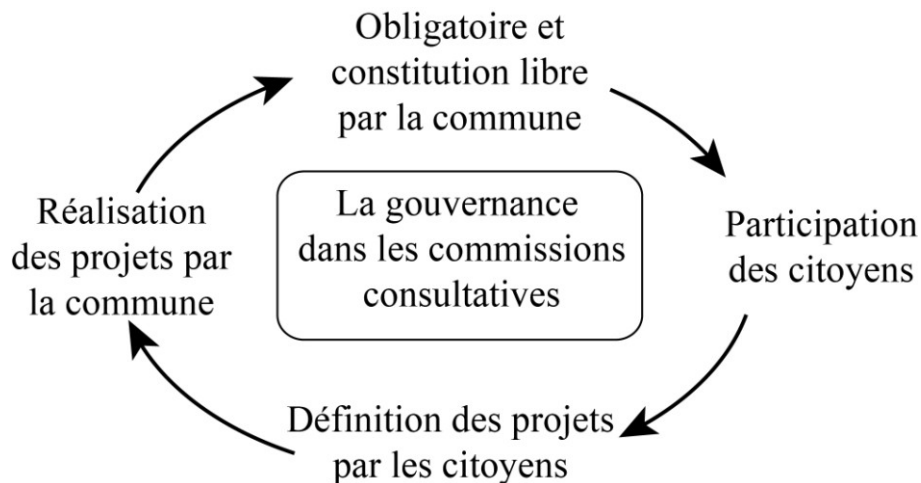 Obligatoire et
constitution libre
par la commune
Participation
des citoyens
Définition des projets
par les citoyens
Réalisation
des projets par
la commune
La gouvernance
dans les commissions
consultatives